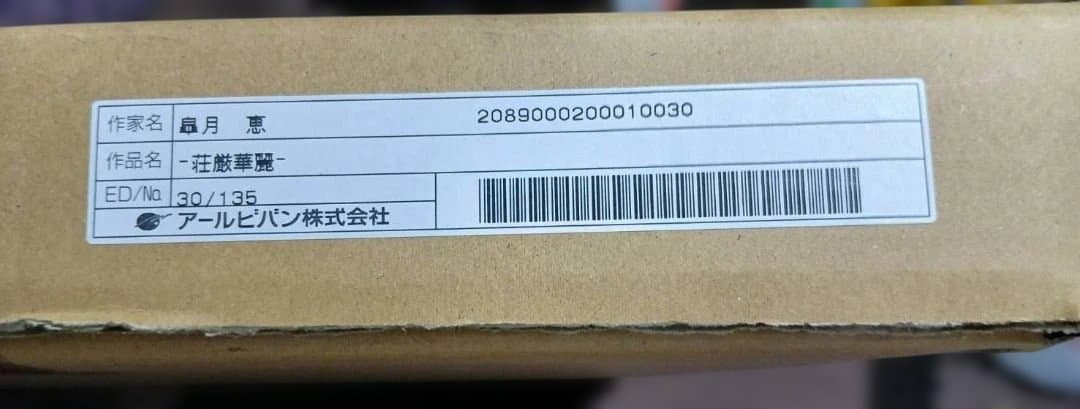 作家名 皐月 恵 2089000200010030
作品名 -荘厳華麗-
ED/No. 30/135
アールビバン株式会社